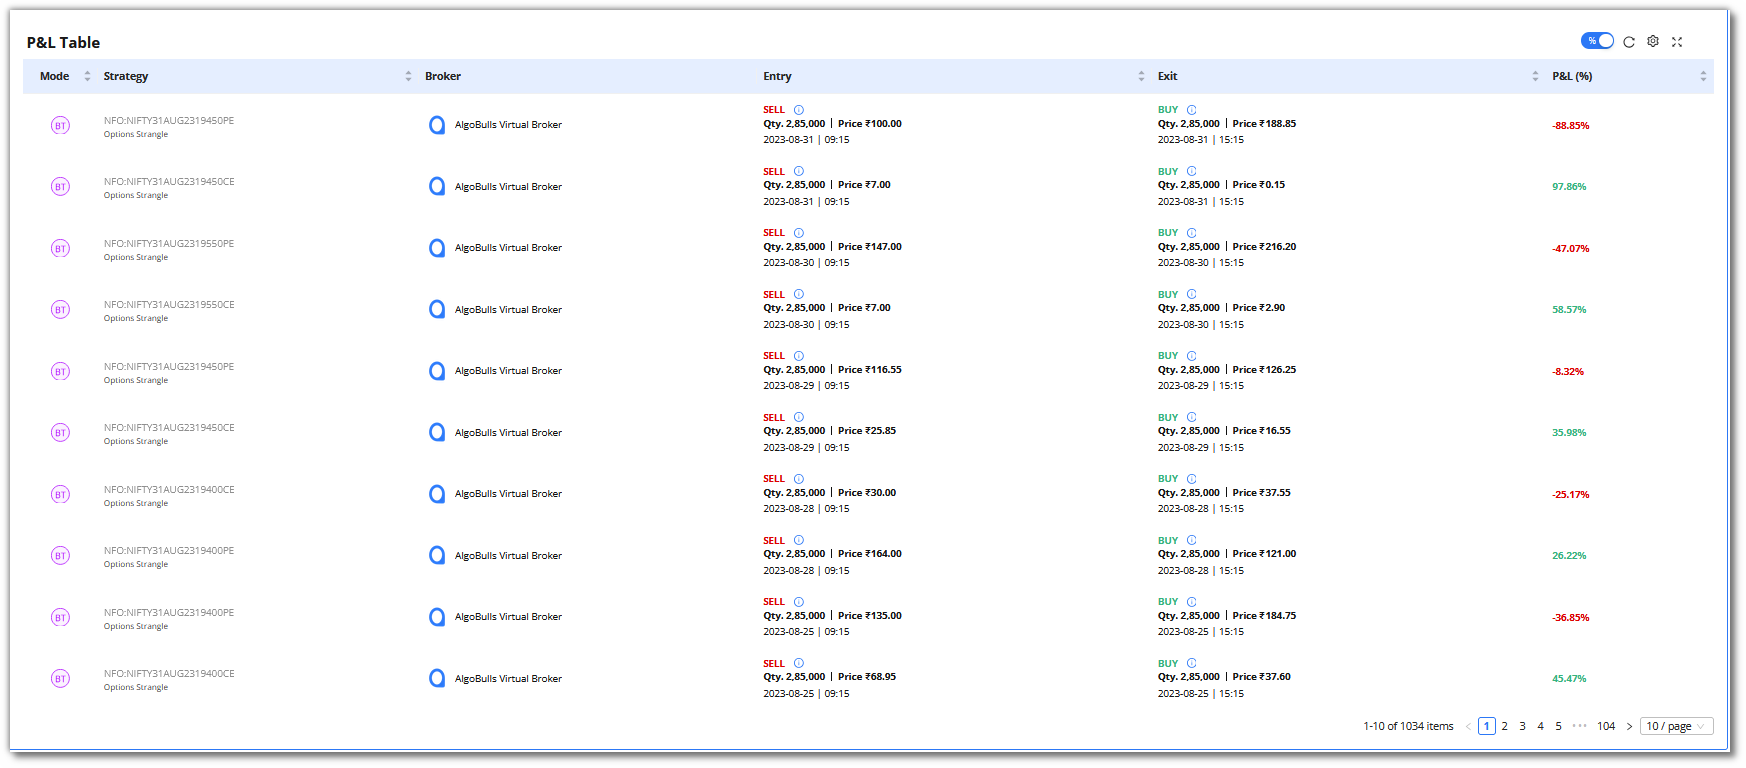 P&L Table
%
Mode Strategy Broker Entry Exit P&L (%)
SELL BUY
BT NFO:NIFTY31AUG2319450PE AlgoBulls Virtual Broker Qty. 2,85,000 | Price ₹100.00 Qty. 2,85,000 | Price ₹188.85 -88.85%
Options Strangle 2023-08-31 | 09:15 2023-08-31 | 15:15
SELL BUY
BT NFO:NIFTY31AUG2319450CE AlgoBulls Virtual Broker Qty. 2,85,000 | Price ₹7.00 Qty. 2,85,000 | Price ₹0.15 97.86%
Options Strangle 2023-08-31 | 09:15 2023-08-31 | 15:15
SELL BUY
BT NFO:NIFTY31AUG2319550PE AlgoBulls Virtual Broker Qty. 2,85,000 | Price ₹147.00 Qty. 2,85,000 | Price ₹216.20 -47.07%
Options Strangle 2023-08-30 | 09:15 2023-08-30 | 15:15
SELL BUY
BT NFO:NIFTY31AUG2319550CE AlgoBulls Virtual Broker Qty. 2,85,000 | Price ₹7.00 Qty. 2,85,000 | Price ₹2.90 58.57%
Options Strangle 2023-08-30 | 09:15 2023-08-30 | 15:15
SELL BUY
BT NFO:NIFTY31AUG2319450PE AlgoBulls Virtual Broker Qty. 2,85,000 | Price ₹116.55 Qty. 2,85,000 | Price ₹126.25 -8.32%
Options Strangle 2023-08-29 | 09:15 2023-08-29 | 15:15
SELL BUY
BT NFO:NIFTY31AUG2319450CE AlgoBulls Virtual Broker Qty. 2,85,000 | Price ₹25.85 Qty. 2,85,000 | Price ₹16.55 35.98%
Options Strangle 2023-08-29 | 09:15 2023-08-29 | 15:15
SELL BUY
BT NFO:NIFTY31AUG2319400CE AlgoBulls Virtual Broker Qty. 2,85,000 | Price ₹30.00 Qty. 2,85,000 | Price ₹37.55 -25.17%
Options Strangle 2023-08-28 | 09:15 2023-08-28 | 15:15
SELL BUY
BT NFO:NIFTY31AUG2319400PE AlgoBulls Virtual Broker Qty. 2,85,000 | Price ₹164.00 Qty. 2,85,000 | Price ₹121.00 26.22%
Options Strangle 2023-08-28 | 09:15 2023-08-28 | 15:15
SELL BUY
BT NFO:NIFTY31AUG2319400PE AlgoBulls Virtual Broker Qty. 2,85,000 | Price ₹135.00 Qty. 2,85,000 | Price ₹184.75 -36.85%
Options Strangle 2023-08-25 | 09:15 2023-08-25 | 15:15
SELL BUY
BT NFO:NIFTY31AUG2319400CE AlgoBulls Virtual Broker Qty. 2,85,000 | Price ₹68.95 Qty. 2,85,000 | Price ₹37.60 45.47%
Options Strangle 2023-08-25 | 09:15 2023-08-25 | 15:15
1-10 of 1034 items < 1 2 3 4 5 ••• 104 > 10 / page